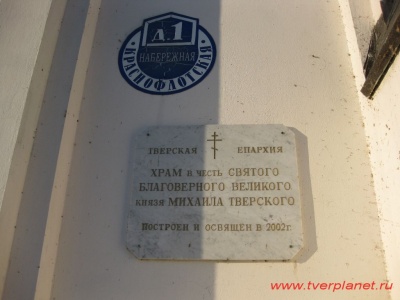 д.1
НАБЕРЕЖНАЯ
КРАСНОФЛОТСКАЯ
ТВЕРСКАЯ ЕПАРХИЯ
ХРАМ В ЧЕСТЬ СВЯТОГО
БЛАГОВЕРНОГО ВЕЛИКОГО
КНЯЗЯ МИХАИЛА ТВЕРСКОГО
ПОСТРОЕН И ОСВЯЩЕН В 2002г.
www.tverplanet.ru